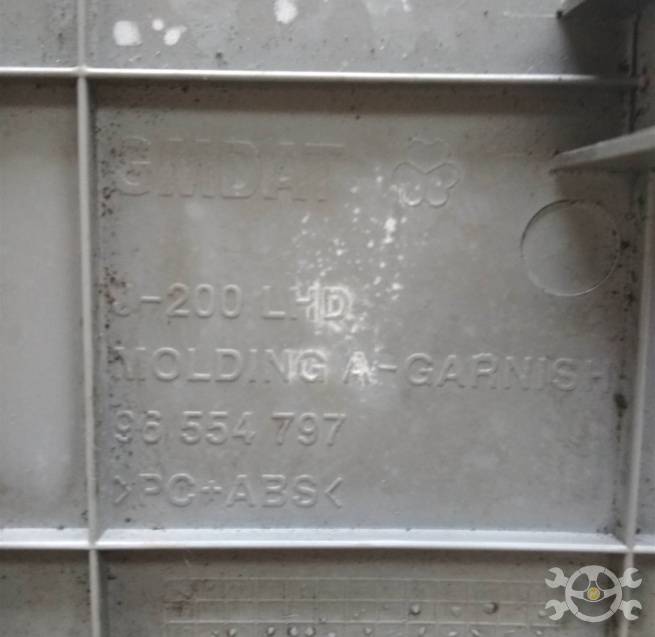 GMDAT
J-200 LHD
MOLDING A-GARNISH
96 554 797
>PC+ABS<